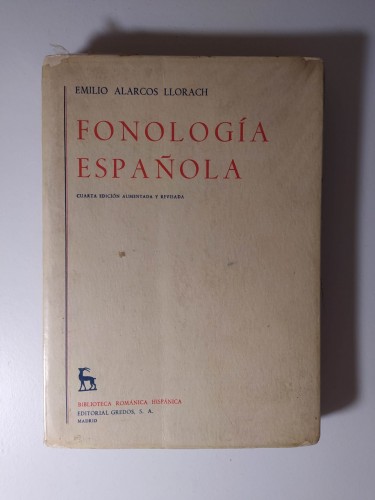 EMILIO ALARCOS LLORACH
FONOLOGÍA
ESPAÑOLA
CUARTA EDICIÓN AUMENTADA Y REVISADA
BIBLIOTECA ROMÁNICA HISPÁNICA
EDITORIAL GREDOS, S. A.
MADRID